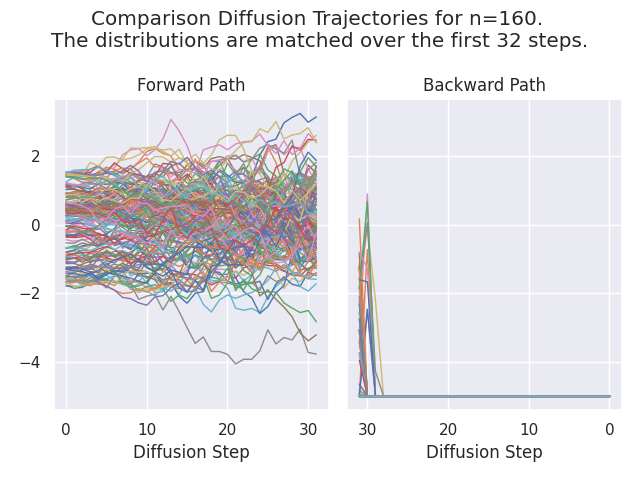 Comparison Diffusion Trajectories for n=160.
The distributions are matched over the first 32 steps.
Forward Path
Backward Path
2
0
−2
−4
0 10 20 30
30 20 10 0
Diffusion Step
Diffusion Step